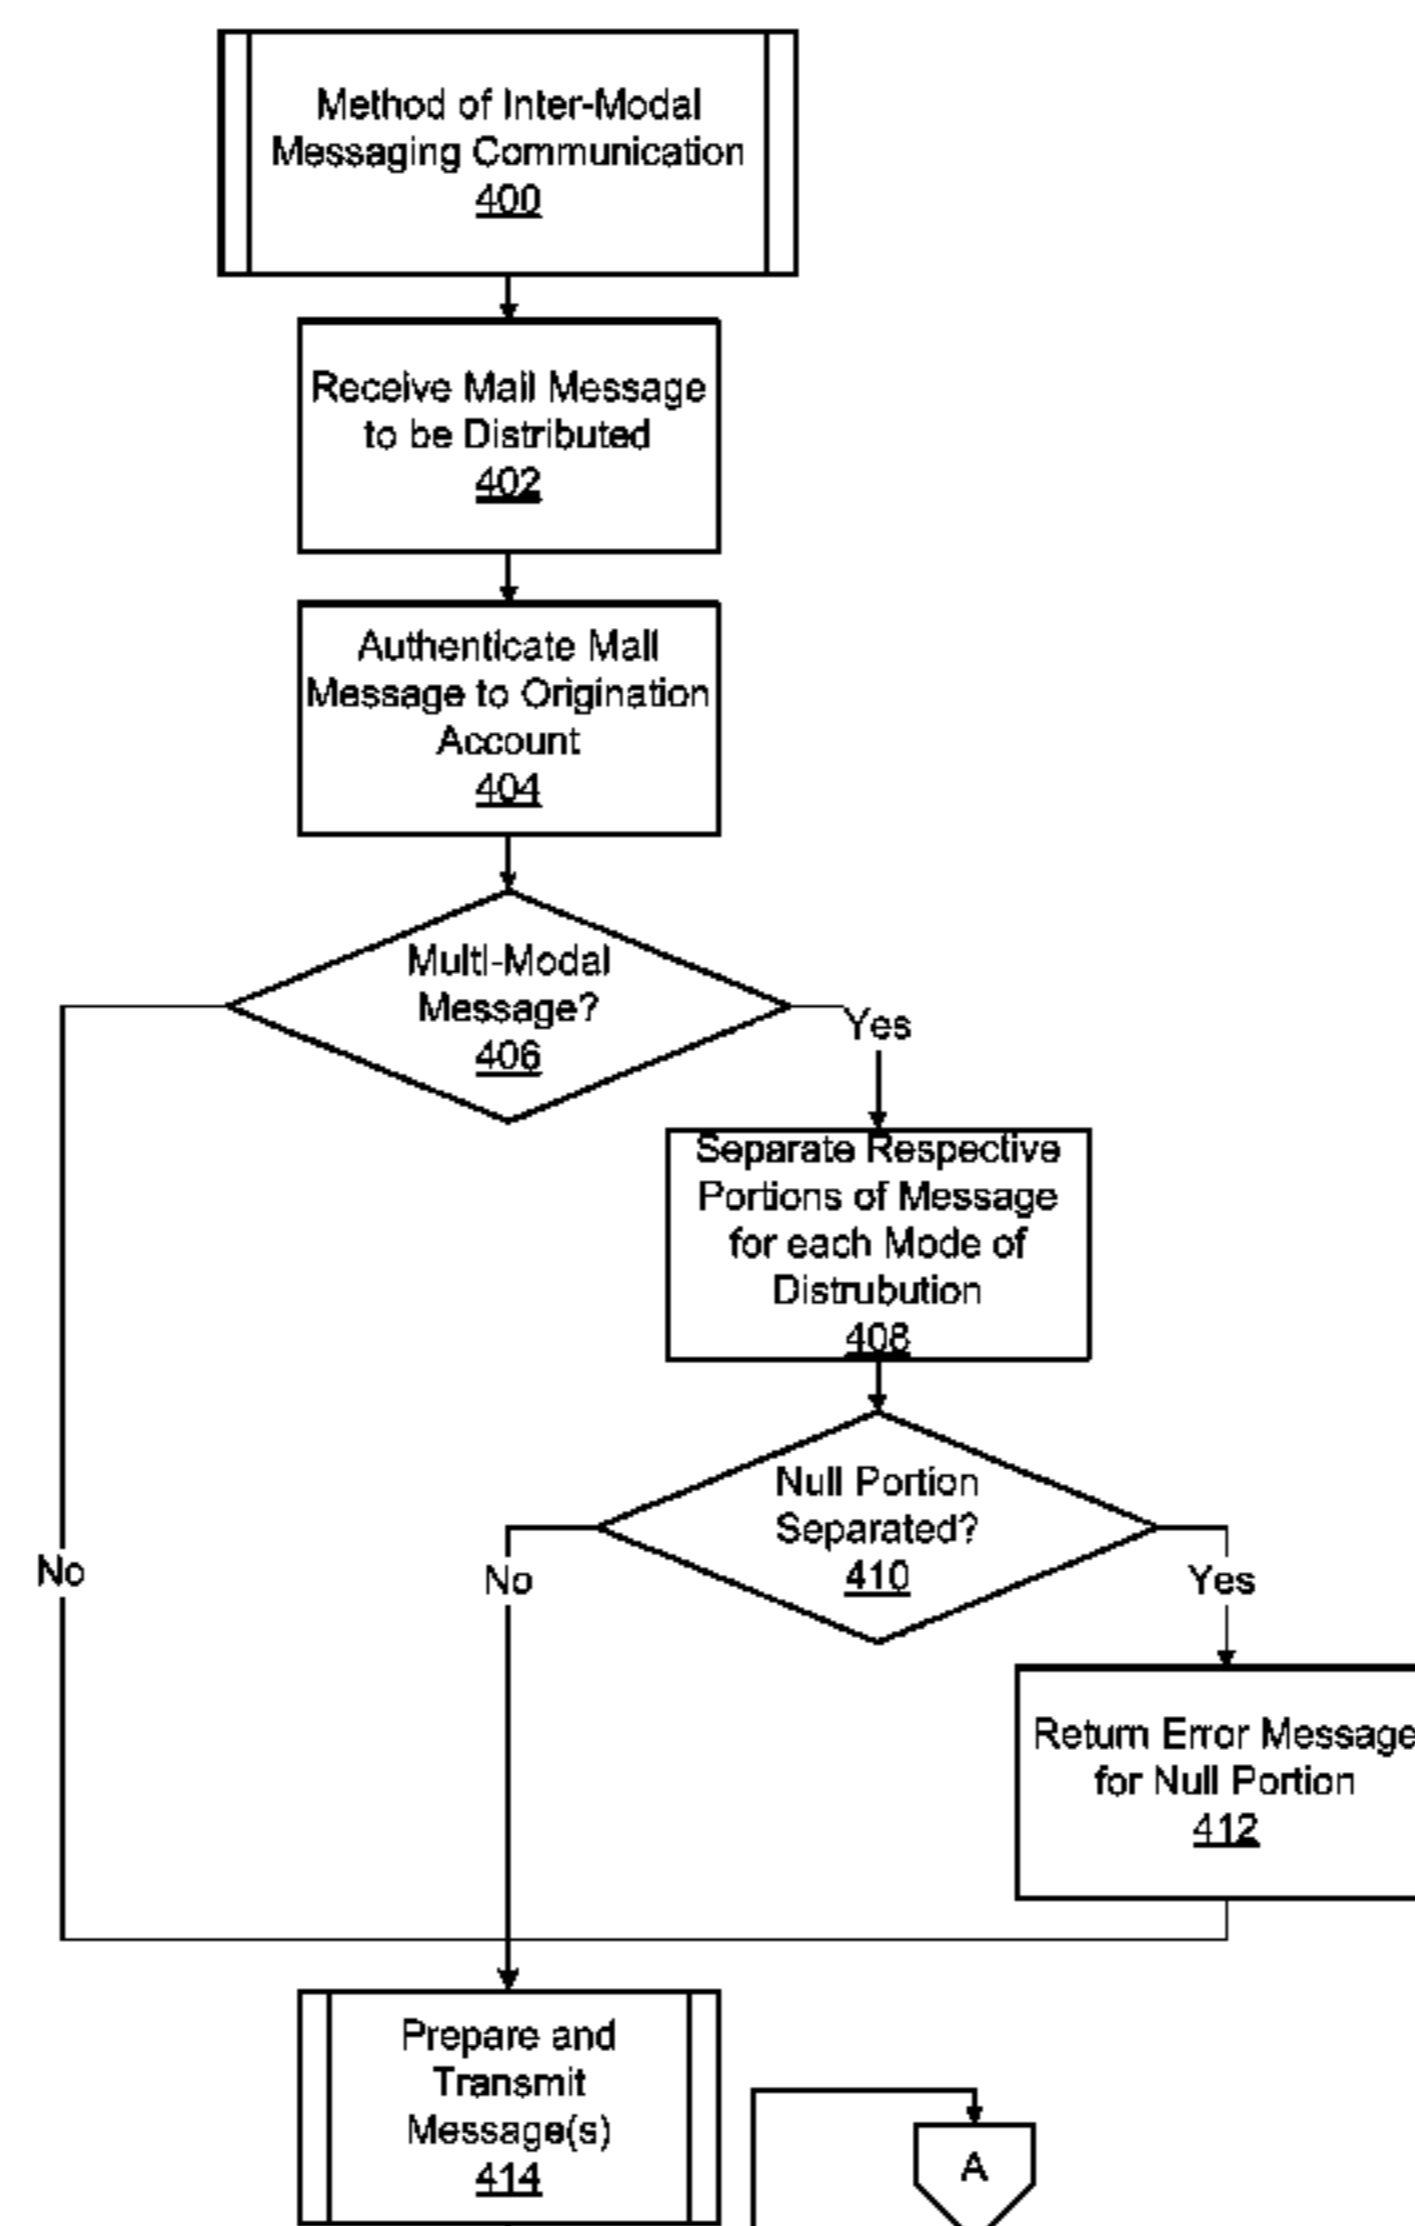 Method of Inter-Modal
Messaging Communication
400
Receive Mail Message
to be Distributed
402
Authenticate Mail
Message to Origination
Account
404
Multi-Modal
Message?
406
Yes
Separate Respective
Portions of Message
for each Mode of
Distrubution
408
Null Portion
Separated?
410
No
No
Yes
Return Error Message
for Null Portion
412
Prepare and
Transmit
Message(s)
414
A